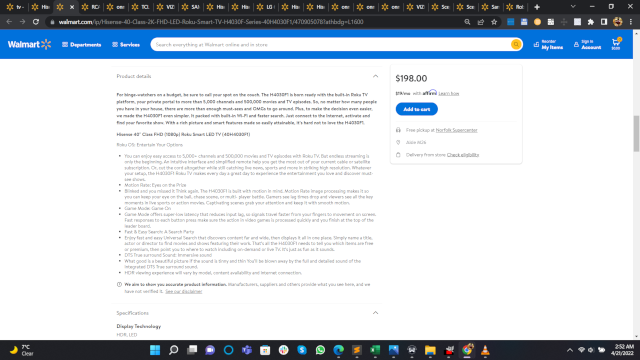 walmart.com/ip/Hisense-40-Class-2K-FHD-LED-Roku-Smart-TV-H4030F-Series-40H4030F1/470905078?athbdg=L1600
Walmart
Departments
Services
Search everything at Walmart online and in store
Reorder
My Items
Sign In
Account
$0.00
Product details
For binge-watchers on a budget, be sure to call your spot on the couch. The H4030F1 is born ready with the built-in Roku TV
platform, your private portal to more than 5,000 channels and 500,000 movies and TV episodes. So, no matter how many people
you have in your house, there are more than enough must-sees and OMGs to go around. Plus, to make the decision even easier,
we made the H4030F1 even simpler. It packed with built-in Wi-Fi and faster search. Just connect to the internet, activate and
find your favorite show. With a rich picture and smart features made so easily attainable, it's hard not to love the H4030F1.
Hisense 40" Class FHD (1080p) Roku Smart LED TV (40H4030F1)
Roku OS: Entertain Your Options
• You can enjoy easy access to 5,000+ channels and 500,000 movies and TV episodes with Roku TV. But endless streaming is
only the beginning. An intuitive interface and simplified remote help you get the most out of your current cable or satellite
subscription. Or, cut the cord altogether while still catching live news, sports and more in striking high resolution. Whatever
your setup, the H4030F1 Roku TV makes every day a great day to experience the entertainment you love and discover must-
see shows.
• Motion Rate: Eyes on the Prize
• Blinked and you missed it Think again. The H4030F1 is built with motion in mind. Motion Rate image processing makes it so
you can keep your eye on the ball, chase scenes, or multi-player battle. Gamers see lag times drop and viewers see all the key
moments in live sports or action movies. Captivating scenes grab your attention and keep it with smooth motion.
• Game Mode: Game On
• Game Mode offers super-low latency that reduces input lag, or signals travel faster from your fingers to movement on screen.
Fast responses to each button press make sure the action in video games is processed quickly and you finish at the top of the
leader board.
• Fast & Easy Search: A Search Party
• Enjoy fast and easy Universal Search that discovers content far and wide, then displays it all in one place. Simply name a title,
actor or director to find movies and shows featuring their work. That's all the H4030F1 needs to tell you which items are free
or premium, then point you to where to watch including on-demand or live TV. It's just as fun as it sounds.
• DTS TruSurround Sound: Immersive sound
• What good is a beautiful picture if the sound is thin? You'll be blown away by the full and detailed sound of the
integrated DTS True surround sound.
• HDR viewing experience will vary by model, content availability and Internet connection.
We aim to show you accurate product information. Manufacturers, suppliers and others provide what you see here, and we
have not verified it. See our disclaimer
Specifications
Display Technology
HDR, LED
$198.00
$19/mo with affirm Learn how
Add to cart
Free pickup at Norfolk Supercenter
Aisle H26
Delivery from store Check eligibility
7°C
Clear
2:52 AM
4/21/2022